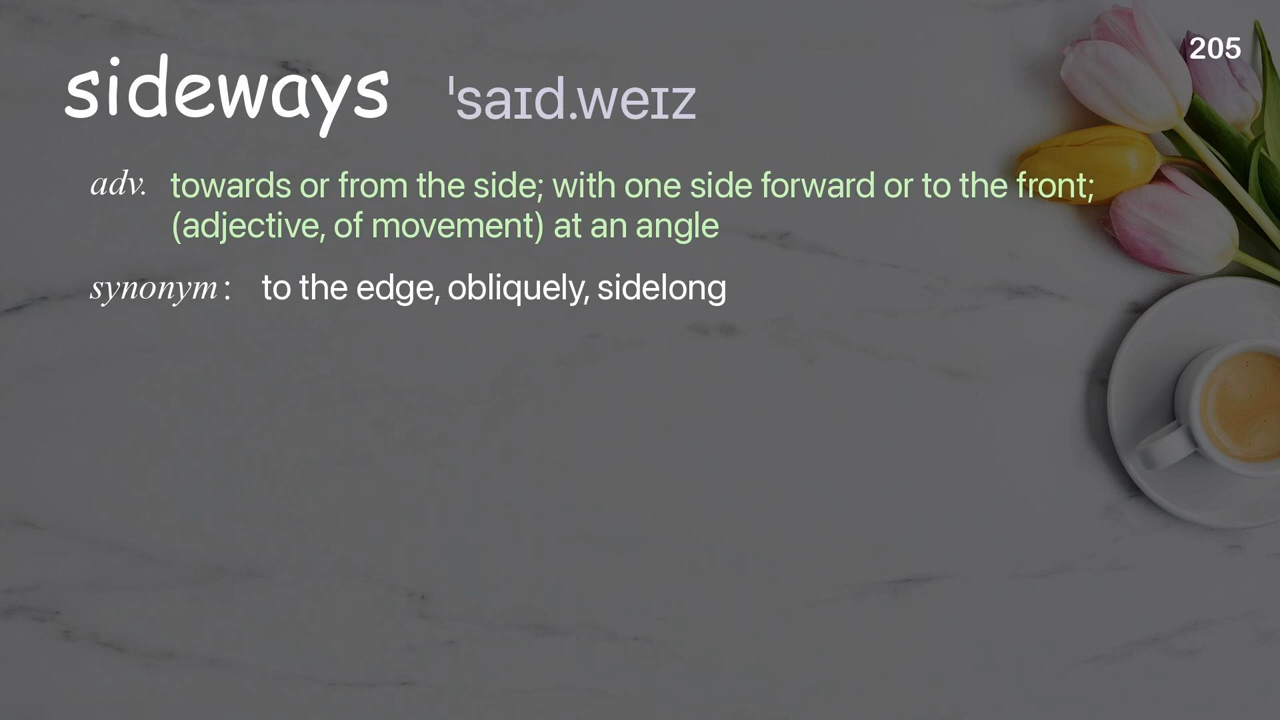 205
sideways ˈsaɪd.weɪz
adv. towards or from the side; with one side forward or to the front;
(adjective, of movement) at an angle
synonym: to the edge, obliquely, sidelong